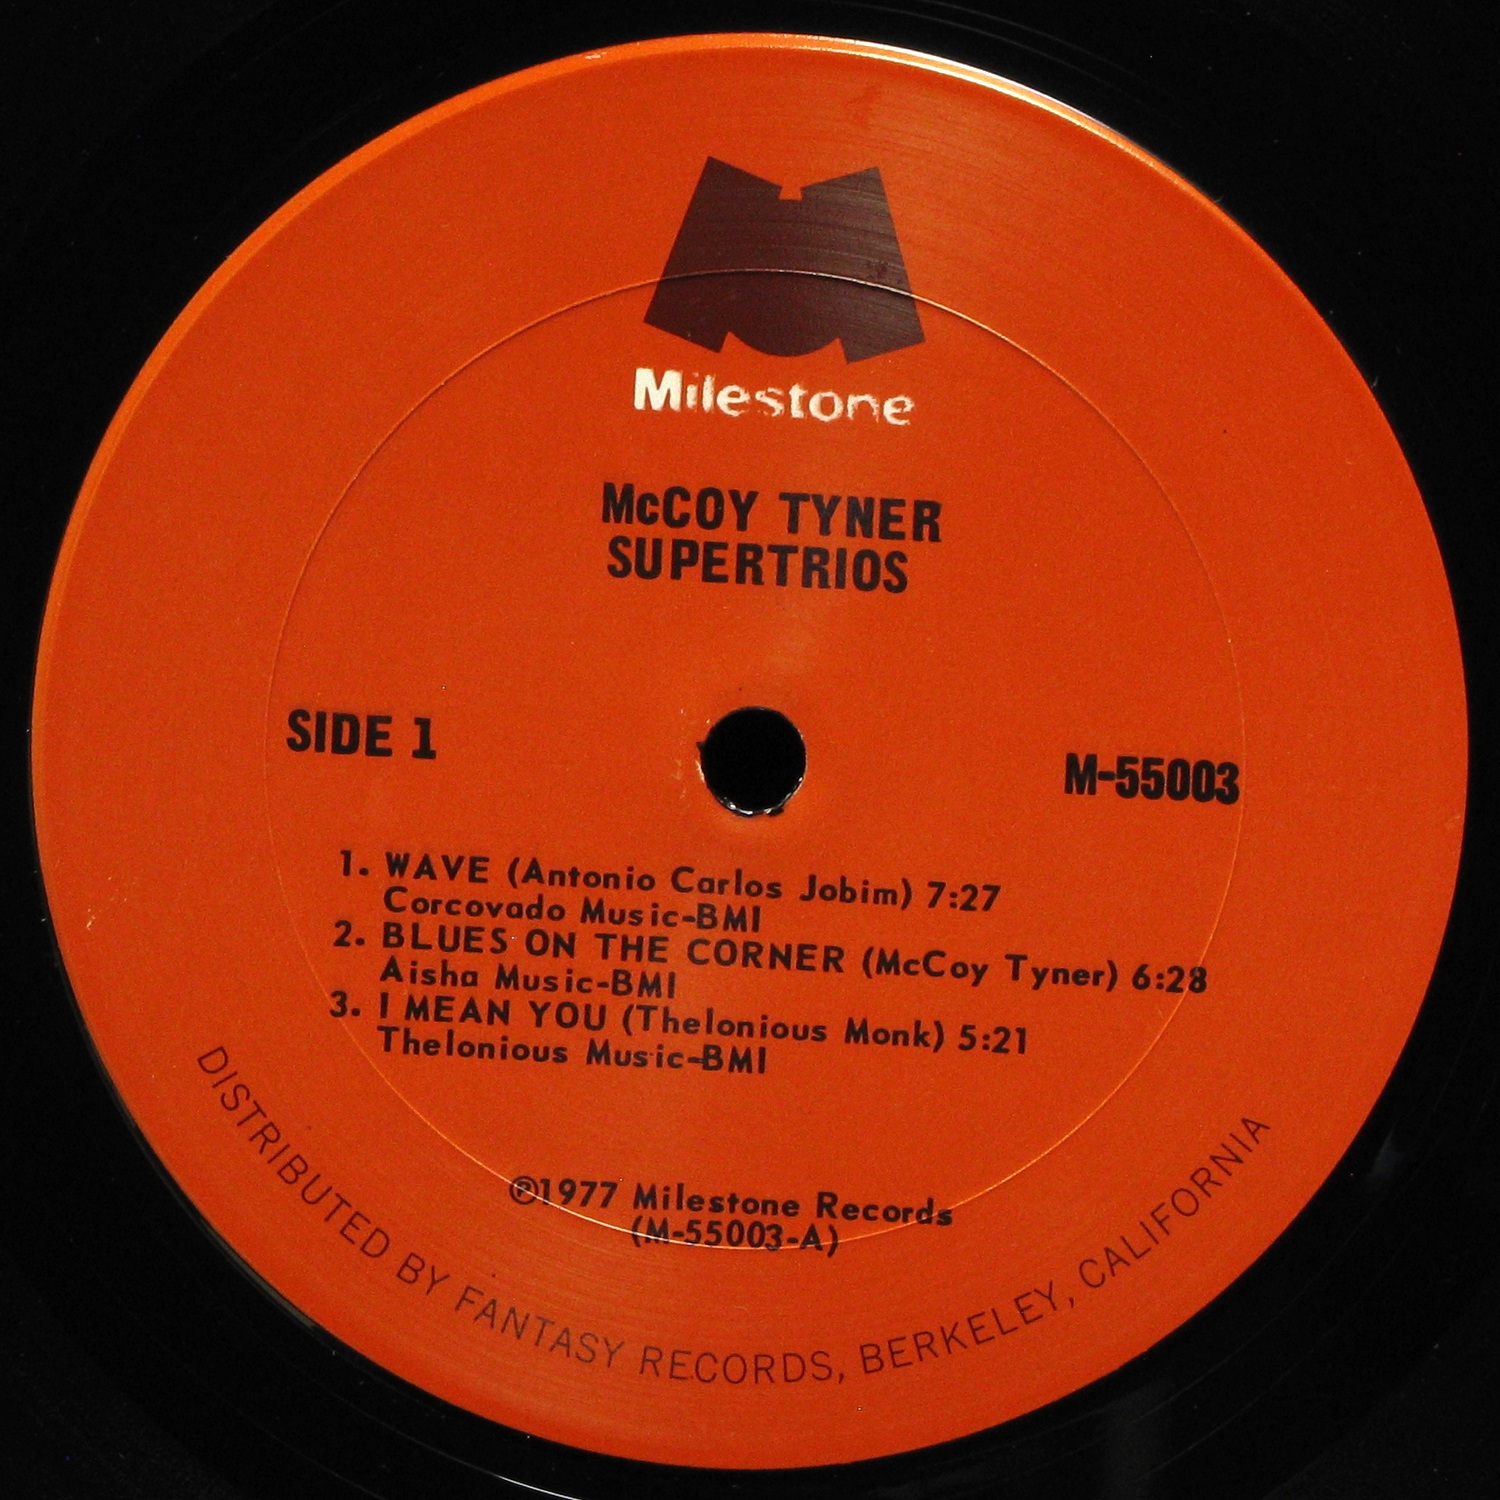 Milestone
McCOY TYNER
SUPERTRIOS
SIDE 1
M-55003
1. WAVE (Antonio Carlos Jobim) 7:27
Corcovado Music-BMI
2. BLUES ON THE CORNER (McCoy Tyner) 6:28
Aisha Music-BMI
3. I MEAN YOU (Thelonious Monk) 5:21
Thelonious Music-BMI
℗1977 Milestone Records
(M-55003-A)
DISTRIBUTED BY FANTASY RECORDS, BERKELEY, CALIFORNIA